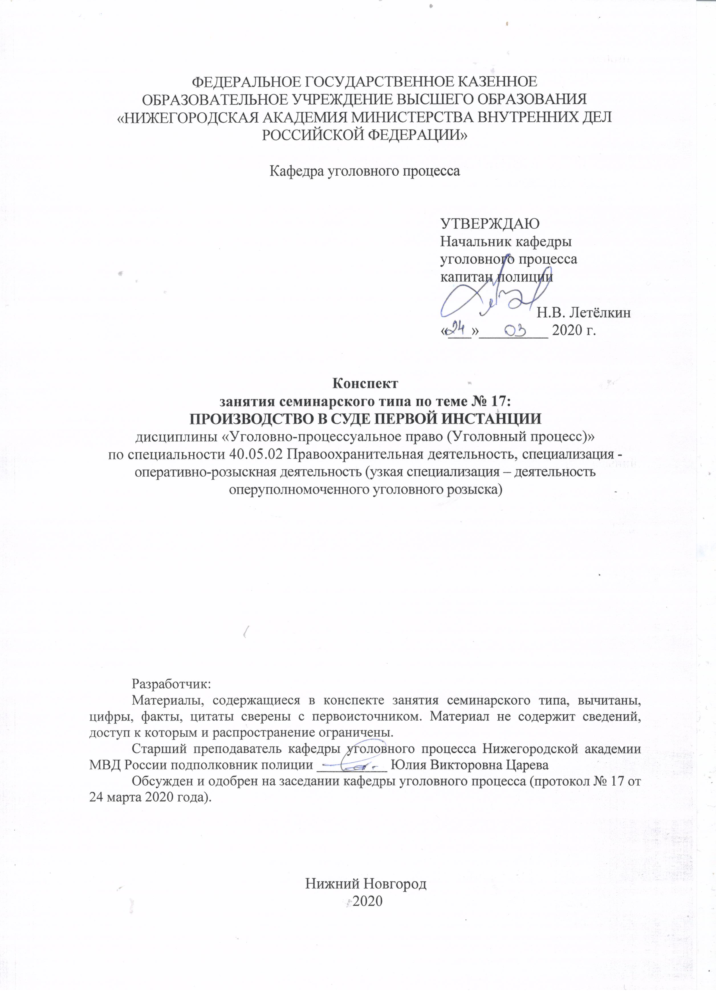 ФЕДЕРАЛЬНОЕ ГОСУДАРСТВЕННОЕ КАЗЕННОЕ
ОБРАЗОВАТЕЛЬНОЕ УЧРЕЖДЕНИЕ ВЫСШЕГО ОБРАЗОВАНИЯ
«НИЖЕГОРОДСКАЯ АКАДЕМИЯ МИНИСТЕРСТВА ВНУТРЕННИХ ДЕЛ
РОССИЙСКОЙ ФЕДЕРАЦИИ»
Кафедра уголовного процесса
УТВЕРЖДАЮ
Начальник кафедры
уголовного процесса
капитан полиции
Н.В. Летёлкин
«24» 03 2020 г.
Конспект
занятия семинарского типа по теме № 17:
ПРОИЗВОДСТВО В СУДЕ ПЕРВОЙ ИНСТАНЦИИ
дисциплины «Уголовно-процессуальное право (Уголовный процесс)»
по специальности 40.05.02 Правоохранительная деятельность, специализация -
оперативно-розыскная деятельность (узкая специализация – деятельность
оперуполномоченного уголовного розыска)
Разработчик:
Материалы, содержащиеся в конспекте занятия семинарского типа, вычитаны,
цифры, факты, цитаты сверены с первоисточником. Материал не содержит сведений,
доступ к которым и распространение ограничены.
Старший преподаватель кафедры уголовного процесса Нижегородской академии
МВД России подполковник полиции __________ Юлия Викторовна Царева
Обсужден и одобрен на заседании кафедры уголовного процесса (протокол № 17 от
24 марта 2020 года).
Нижний Новгород
2020